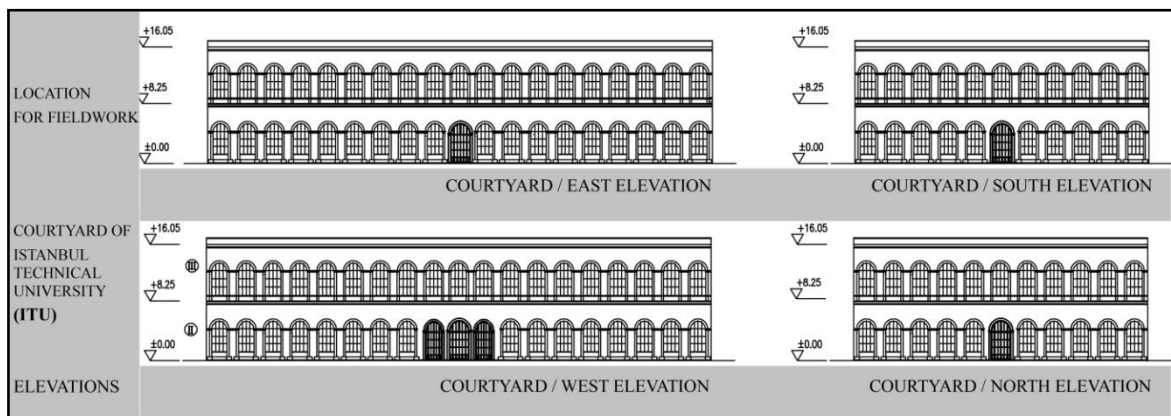 LOCATION
FOR FIELDWORK
+16.05
+8.25
±0.00
COURTYARD / EAST ELEVATION
+16.05
+8.25
±0.00
COURTYARD / SOUTH ELEVATION
COURTYARD OF
ISTANBUL
TECHNICAL
UNIVERSITY
(ITU)
ELEVATIONS
+16.05
III
+8.25
II
±0.00
COURTYARD / WEST ELEVATION
+16.05
+8.25
±0.00
COURTYARD / NORTH ELEVATION